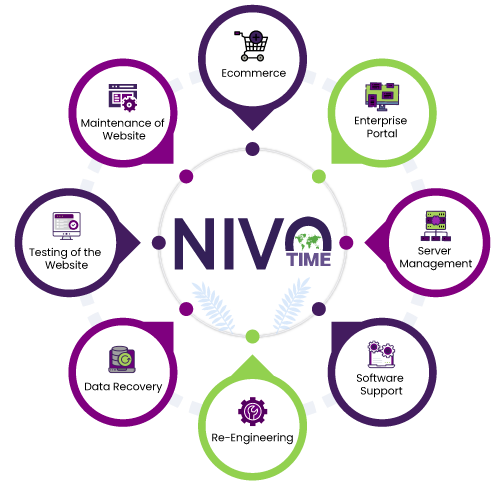 Ecommerce
Enterprise
Portal
Server
Management
Software
Support
Re-Engineering
Data Recovery
Testing of the
Website
Maintenance of
Website
NIVO
TIME